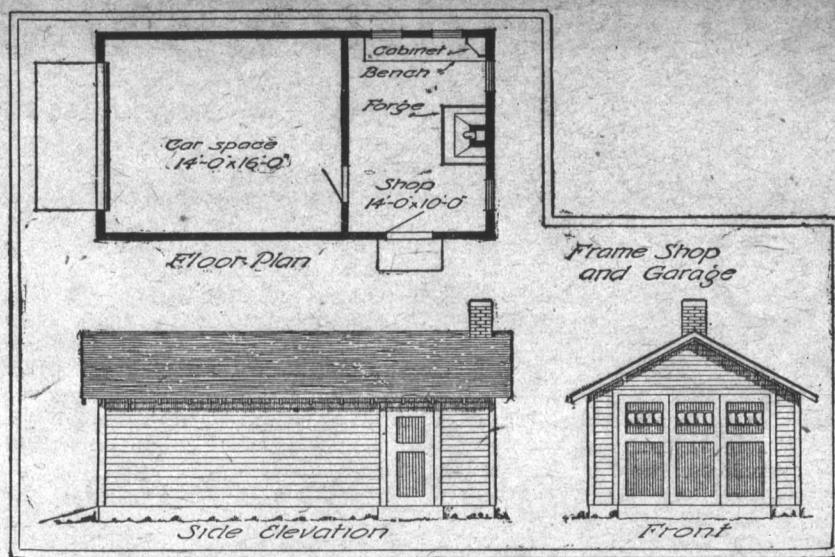 Cabinet
Bench
Forge
Car space
14'-0"x16'-0"
Shop
14'-0"x10'-0"
Floor Plan
Frame Shop
and Garage
Side Elevation
Front